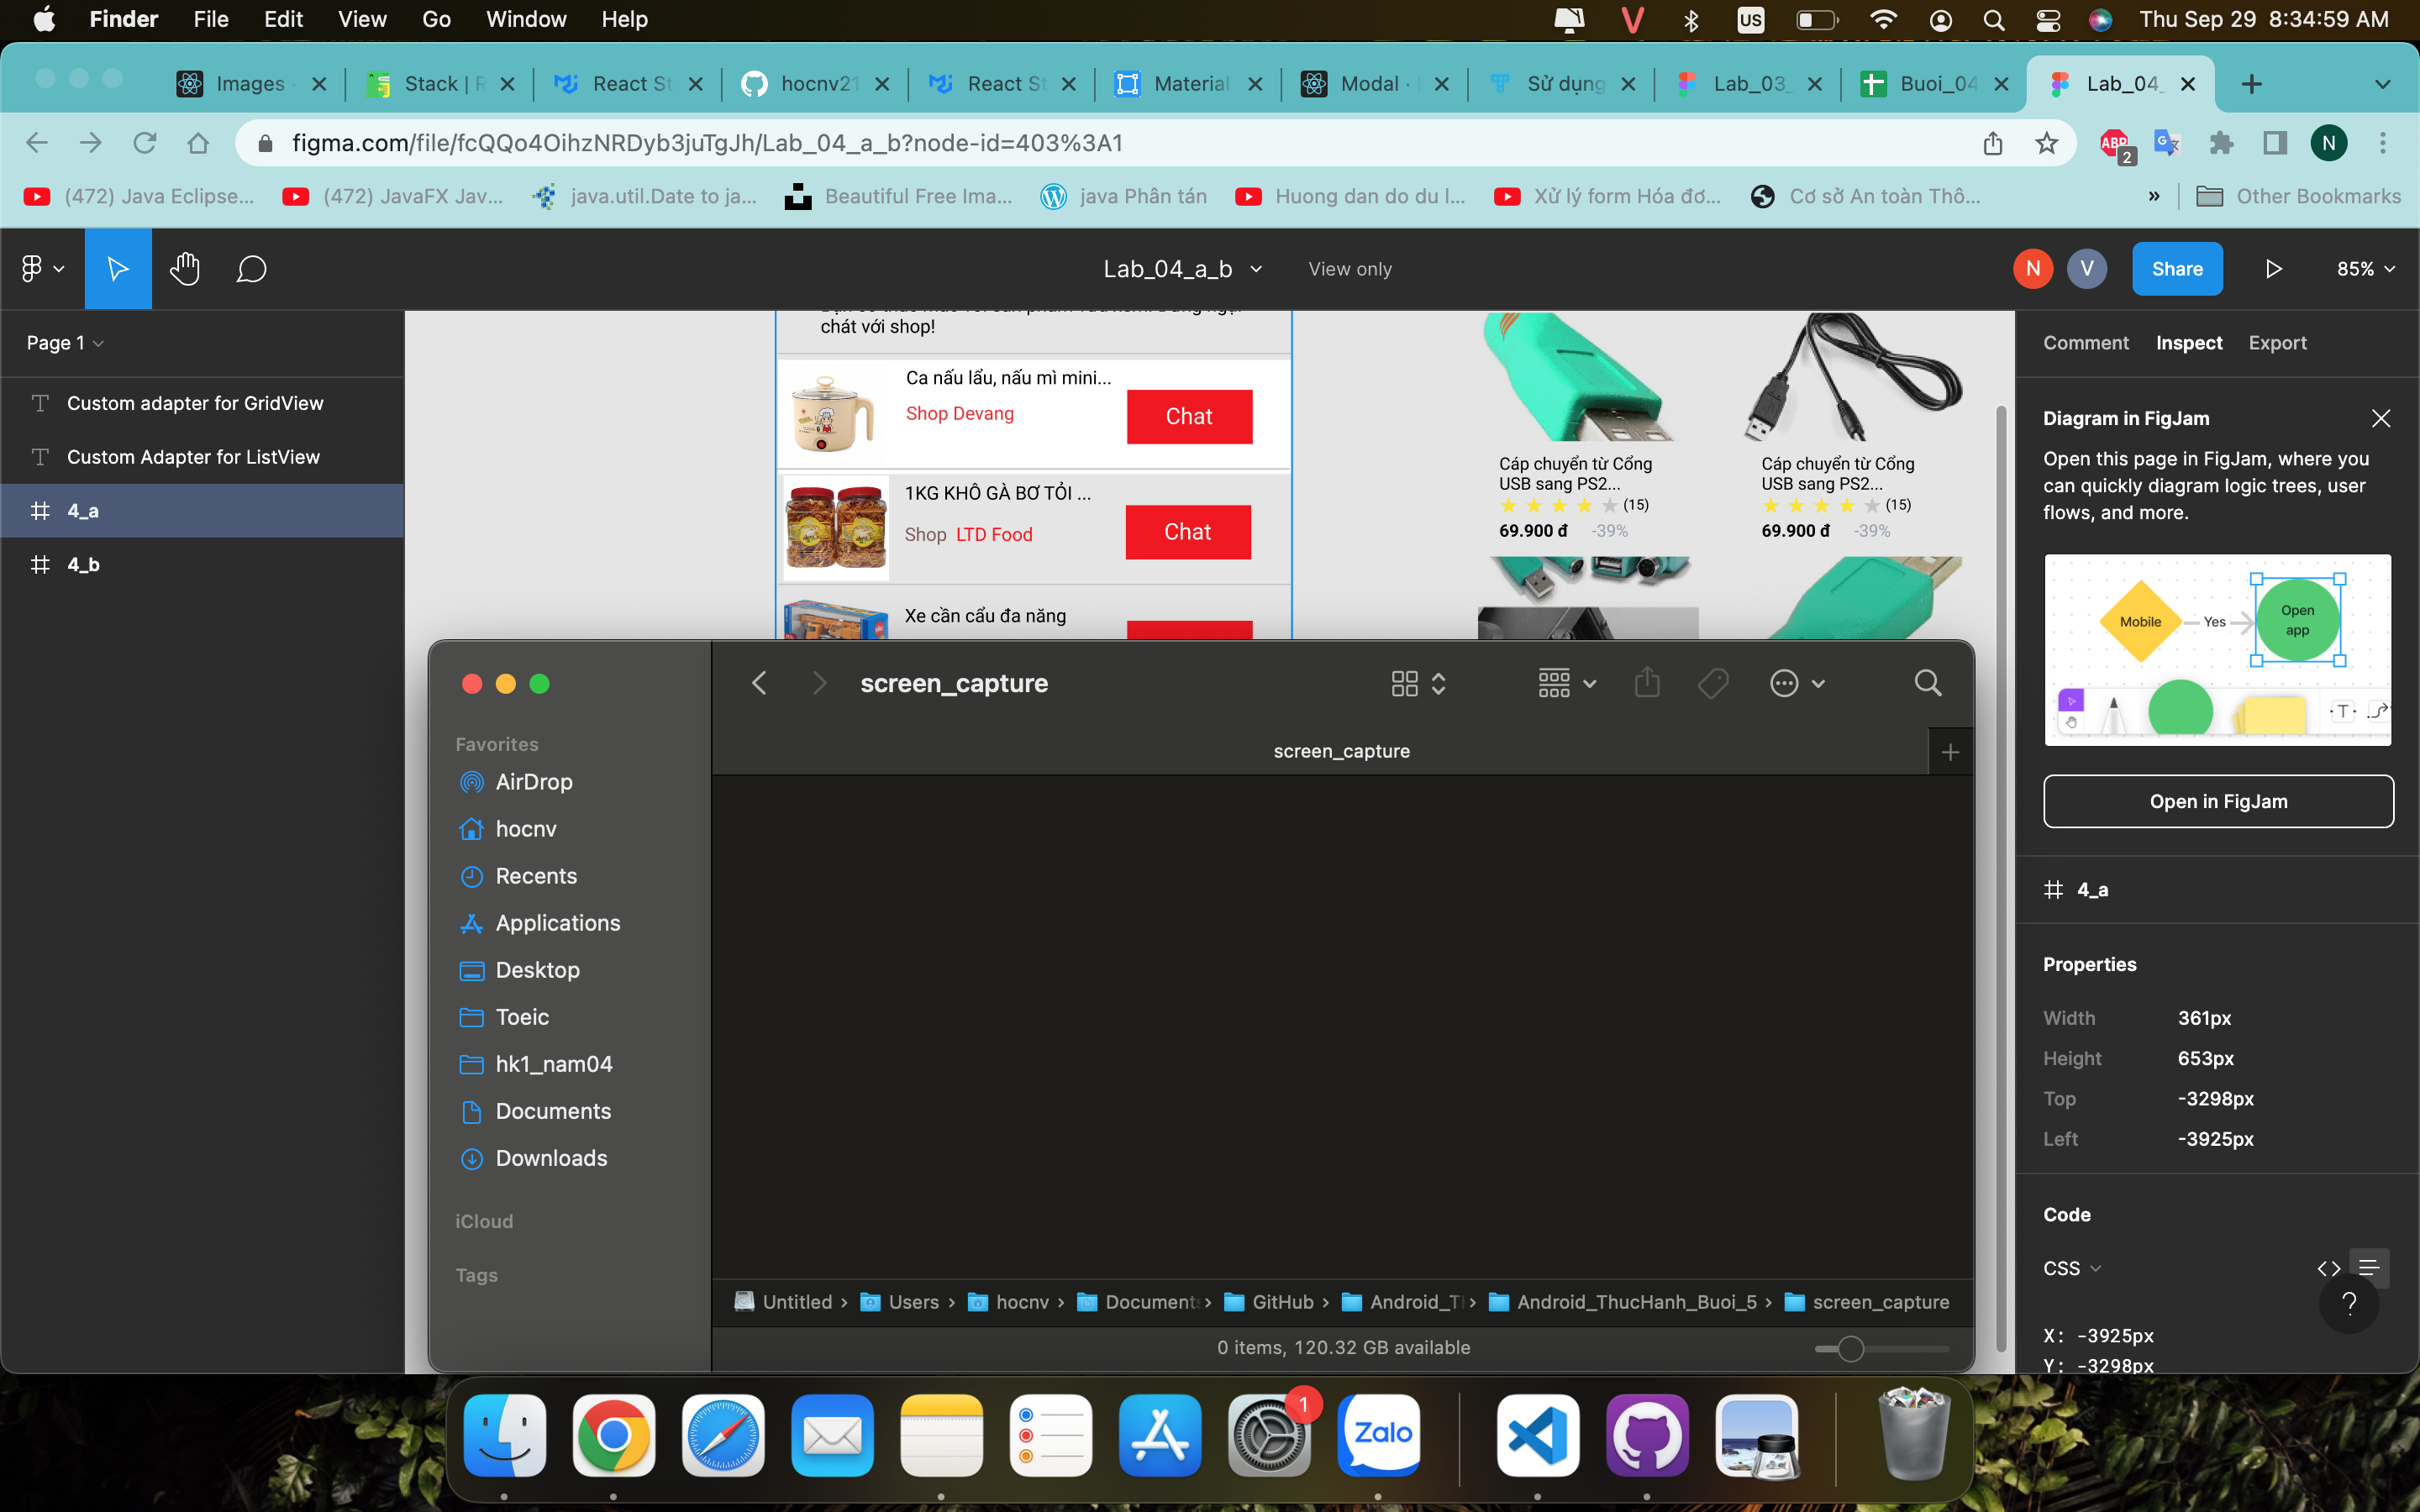 Finder File Edit View Go Window Help
US Thu Sep 29 8:34:59 AM
Images Stack | R React St hocnv21 React St Material Modal · Sử dụng Lab_03_ Buoi_04 Lab_04_
figma.com/file/fcQQo4OihzNRDyb3juTgJh/Lab_04_a_b?node-id=403%3A1
ABP 2 N
(472) Java Eclipse... (472) JavaFX Jav... java.util.Date to ja... Beautiful Free Ima... java Phân tán Huong dan do du l... Xử lý form Hóa đơ... Cơ sở An toàn Thô... » Other Bookmarks
Lab_04_a_b View only N V Share 85%
Page 1
Custom adapter for GridView
Custom Adapter for ListView
4_a
4_b
chát với shop!
Ca nấu lẩu, nấu mì mini...
Shop Devang
Chat
1KG KHÔ GÀ BƠ TỎI ...
Shop LTD Food
Chat
Xe cần cẩu đa năng
Cáp chuyển từ Cổng
USB sang PS2...
(15)
69.900 đ -39%
Cáp chuyển từ Cổng
USB sang PS2...
(15)
69.900 đ -39%
Comment Inspect Export
Diagram in FigJam
Open this page in FigJam, where you
can quickly diagram logic trees, user
flows, and more.
Mobile Yes Open
app
T
Open in FigJam
4_a
Properties
Width 361px
Height 653px
Top -3298px
Left -3925px
Code
CSS
?
X: -3925px
Y: -3298px
screen_capture
screen_capture
Favorites
AirDrop
hocnv
Recents
Applications
Desktop
Toeic
hk1_nam04
Documents
Downloads
iCloud
Tags
Untitled › Users › hocnv › Document › GitHub › Android_T › Android_ThucHanh_Buoi_5 › screen_capture
0 items, 120.32 GB available
1
Zalo